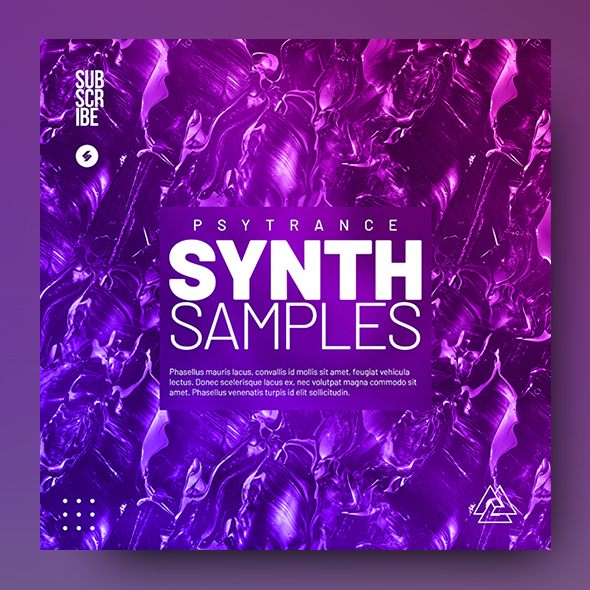 SUB
SCR
IBE
PSYTRANCE
SYNTH
SAMPLES
Phasellus mauris lacus, convallis id mollis sit amet, feugiat vehicula
lectus. Donec scelerisque lacus ex, nec volutpat magna commodo sit
amet. Phasellus venenatis turpis id elit sollicitudin.